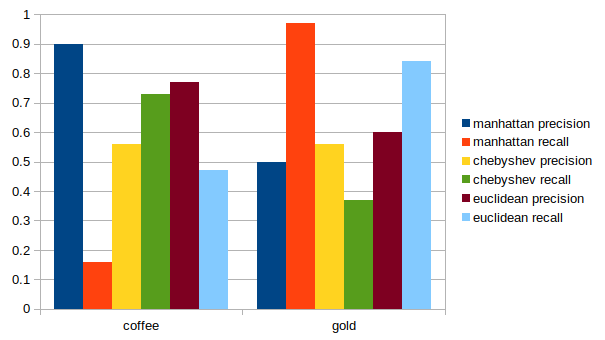 1
0.9
0.8
0.7
0.6
0.5
0.4
0.3
0.2
0.1
0
coffee
gold
manhattan precision
manhattan recall
chebyshev precision
chebyshev recall
euclidean precision
euclidean recall